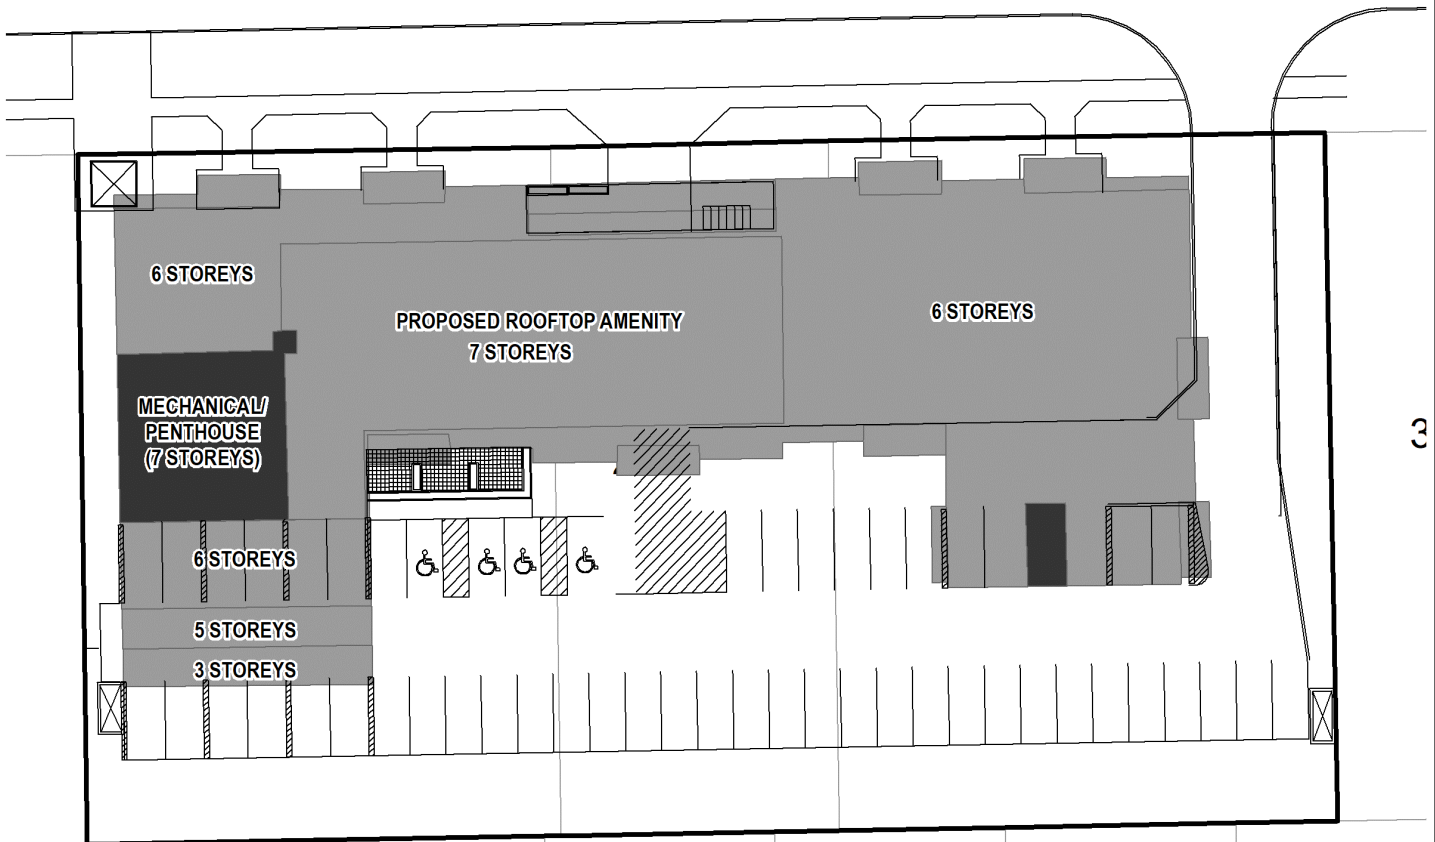 6 STOREYS
PROPOSED ROOFTOP AMENITY
7 STOREYS
6 STOREYS
MECHANICAL/
PENTHOUSE
(7 STOREYS)
3
6 STOREYS
5 STOREYS
3 STOREYS